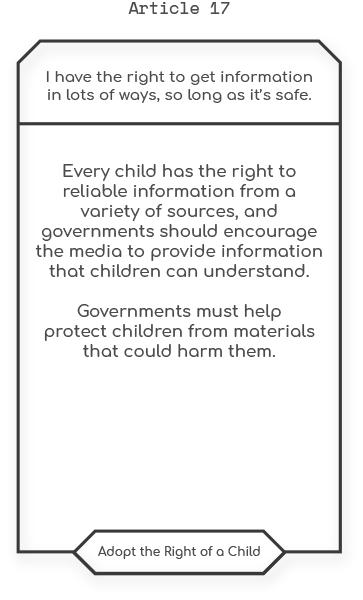 Article 17
I have the right to get information
in lots of ways, so long as it's safe.
Every child has the right to
reliable information from a
variety of sources, and
governments should encourage
the media to provide information
that children can understand.
Governments must help
protect children from materials
that could harm them.
Adopt the Right of a Child